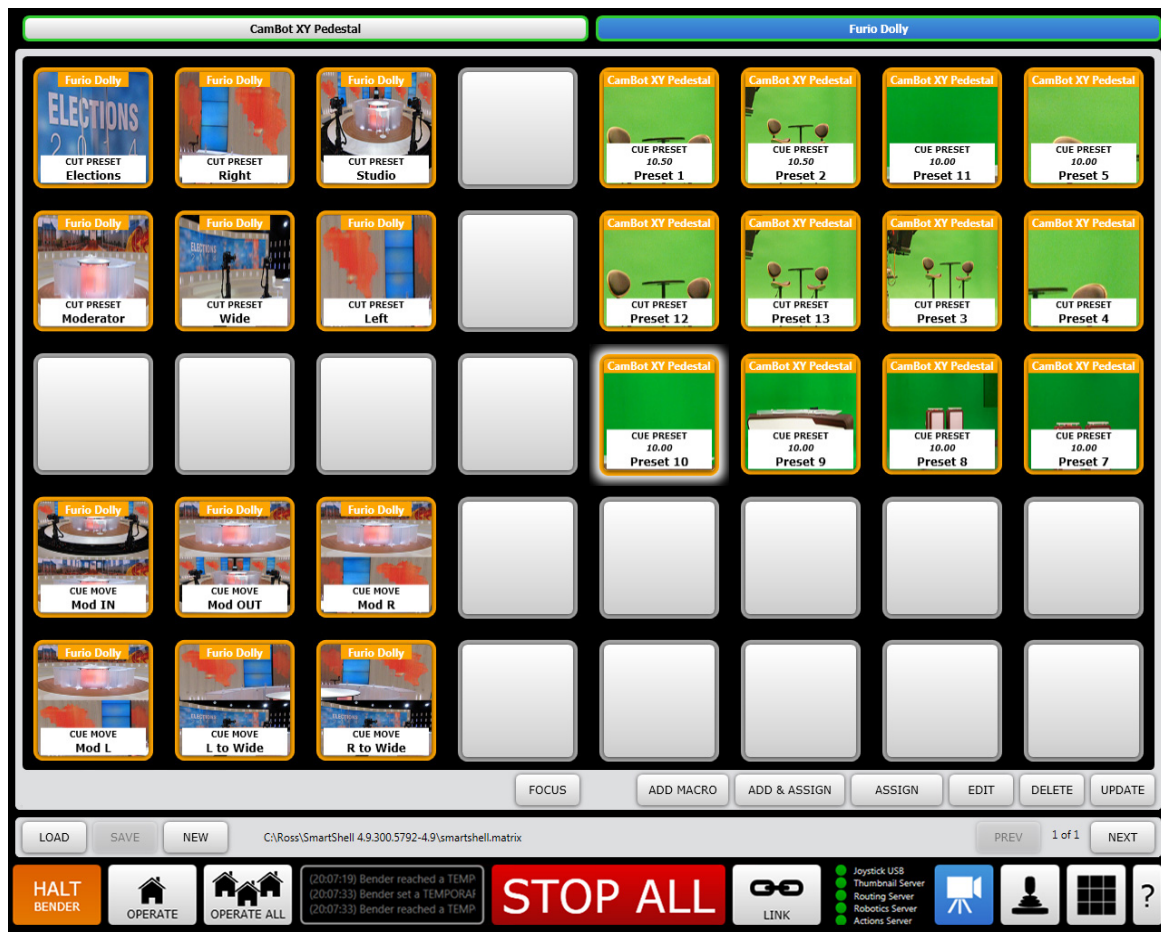 CamBot XY Pedestal
Furio Dolly
Furio Dolly
ELECTIONS
2014
CUT PRESET
Elections
Furio Dolly
CUT PRESET
Right
Furio Dolly
CUT PRESET
Studio
CamBot XY Pedestal
CUE PRESET
10.50
Preset 1
CamBot XY Pedestal
CUE PRESET
10.50
Preset 2
CamBot XY Pedestal
CUE PRESET
10.00
Preset 11
CamBot XY Pedestal
CUE PRESET
10.00
Preset 5
Furio Dolly
CUT PRESET
Moderator
Furio Dolly
ELECTIONS
CUT PRESET
Wide
Furio Dolly
CUT PRESET
Left
CamBot XY Pedestal
CUT PRESET
Preset 12
CamBot XY Pedestal
CUT PRESET
Preset 13
CamBot XY Pedestal
CUT PRESET
Preset 3
CamBot XY Pedestal
CUT PRESET
Preset 4
CamBot XY Pedestal
CUE PRESET
10.00
Preset 10
CamBot XY Pedestal
CUE PRESET
10.00
Preset 9
CamBot XY Pedestal
CUE PRESET
10.00
Preset 8
CamBot XY Pedestal
CUE PRESET
10.00
Preset 7
Furio Dolly
CUE MOVE
Mod IN
Furio Dolly
CUE MOVE
Mod OUT
Furio Dolly
CUE MOVE
Mod R
Furio Dolly
CUE MOVE
Mod L
Furio Dolly
ELECTIONS
CUE MOVE
L to Wide
Furio Dolly
ELECTIONS
CUE MOVE
R to Wide
FOCUS
ADD MACRO
ADD & ASSIGN
ASSIGN
EDIT
DELETE
UPDATE
LOAD
SAVE
NEW
C:\Ross\SmartShell 4.9.300.5792-4.9\smartshell.matrix
PREV
1 of 1
NEXT
HALT
BENDER
OPERATE
OPERATE ALL
(20:07:19) Bender reached a TEMP
(20:07:33) Bender set a TEMPORAR
(20:07:33) Bender reached a TEMP
STOP ALL
LINK
Joystick USB
Thumbnail Server
Routing Server
Robotics Server
Actions Server
?